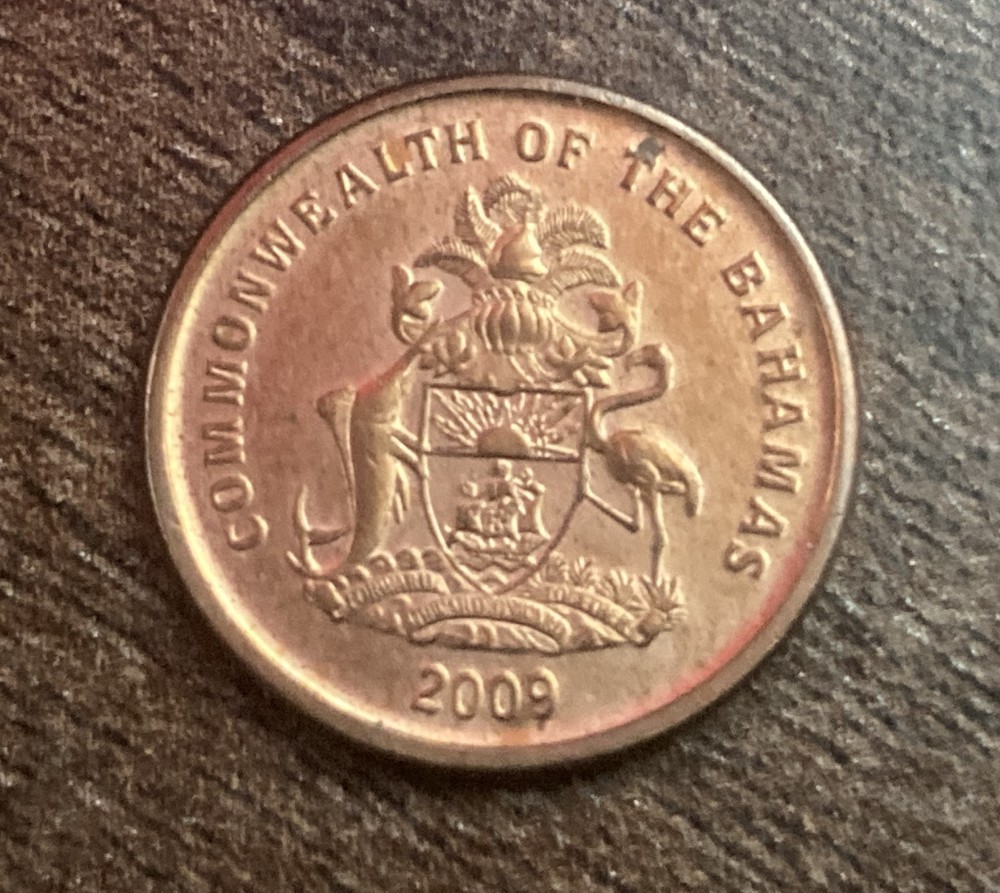 COMMONWEALTH OF THE BAHAMAS
2009